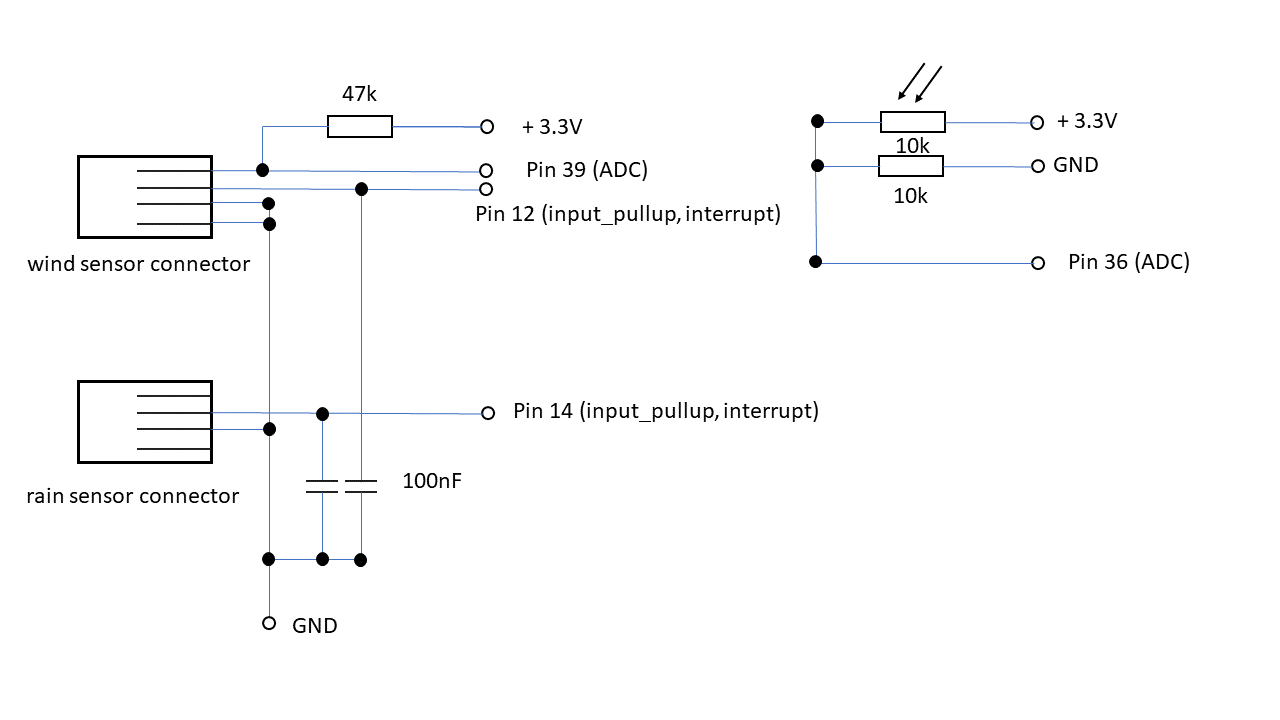 47k
+ 3.3V
Pin 39 (ADC)
Pin 12 (input_pullup, interrupt)
wind sensor connector
Pin 14 (input_pullup, interrupt)
rain sensor connector
100nF
GND
+ 3.3V
10k
GND
10k
Pin 36 (ADC)